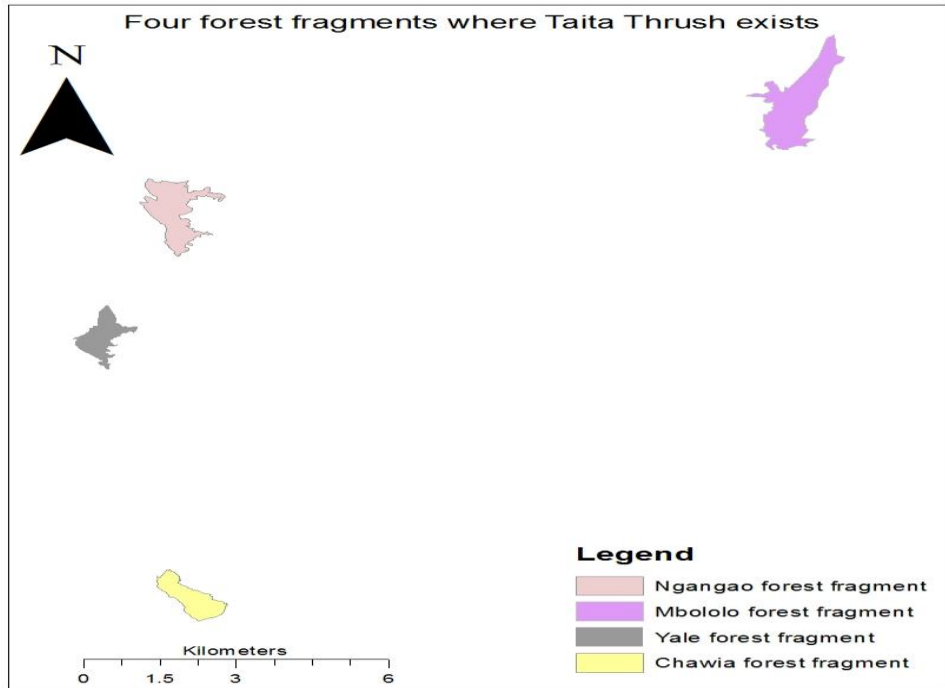 Four forest fragments where Taita Thrush exists
N
Legend
Ngangao forest fragment
Mbololo forest fragment
Yale forest fragment
Chawia forest fragment
Kilometers
0 1.5 3 6